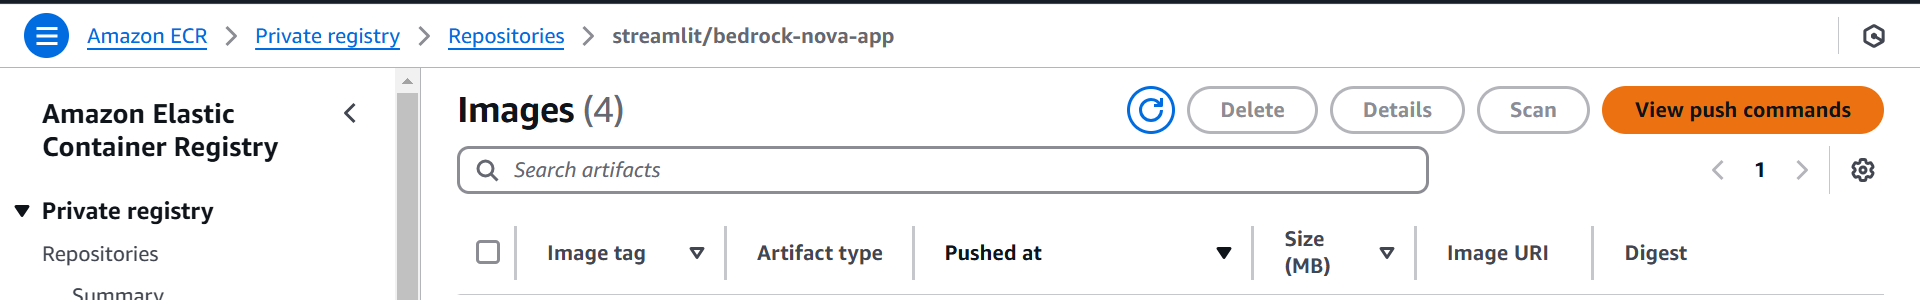 Amazon ECR > Private registry > Repositories > streamlit/bedrock-nova-app
Amazon Elastic
Container Registry
Private registry
Repositories
Summary
Images (4)
Delete
Details
Scan
View push commands
Search artifacts
1
Image tag
Artifact type
Pushed at
Size
(MB)
Image URI
Digest